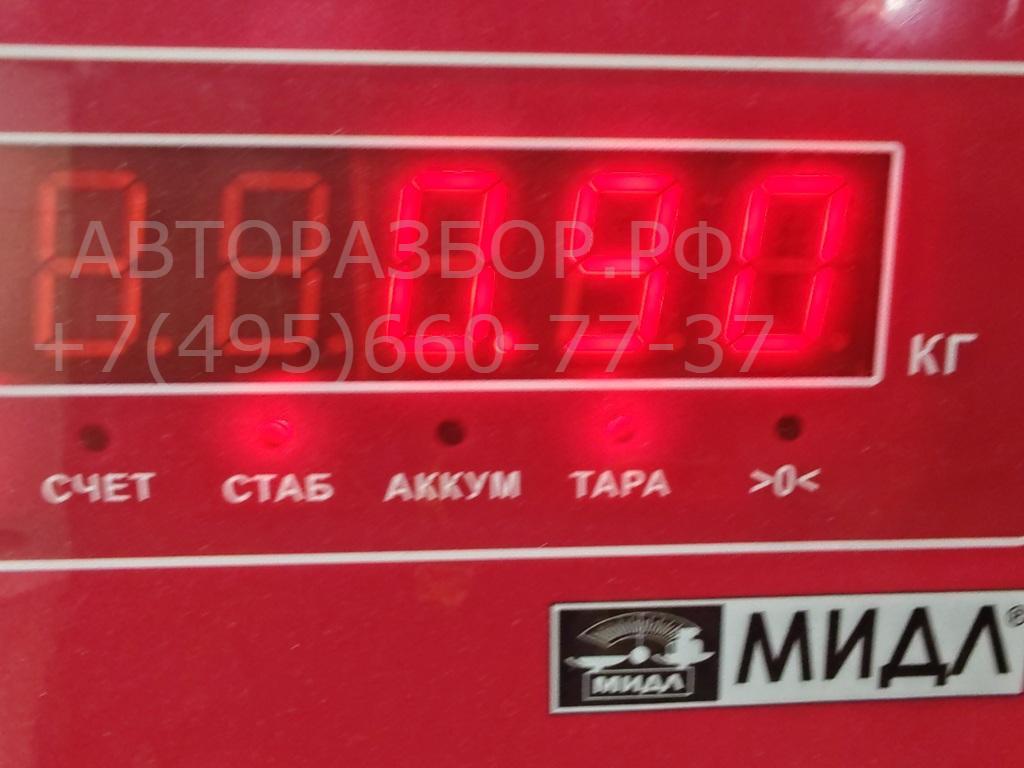 0.90
АВТОРАЗБОР.РФ
+7(495)660-77-37
КГ
СЧЕТ СТАБ АККУМ ТАРА >0<
МИДЛ МИДЛ®